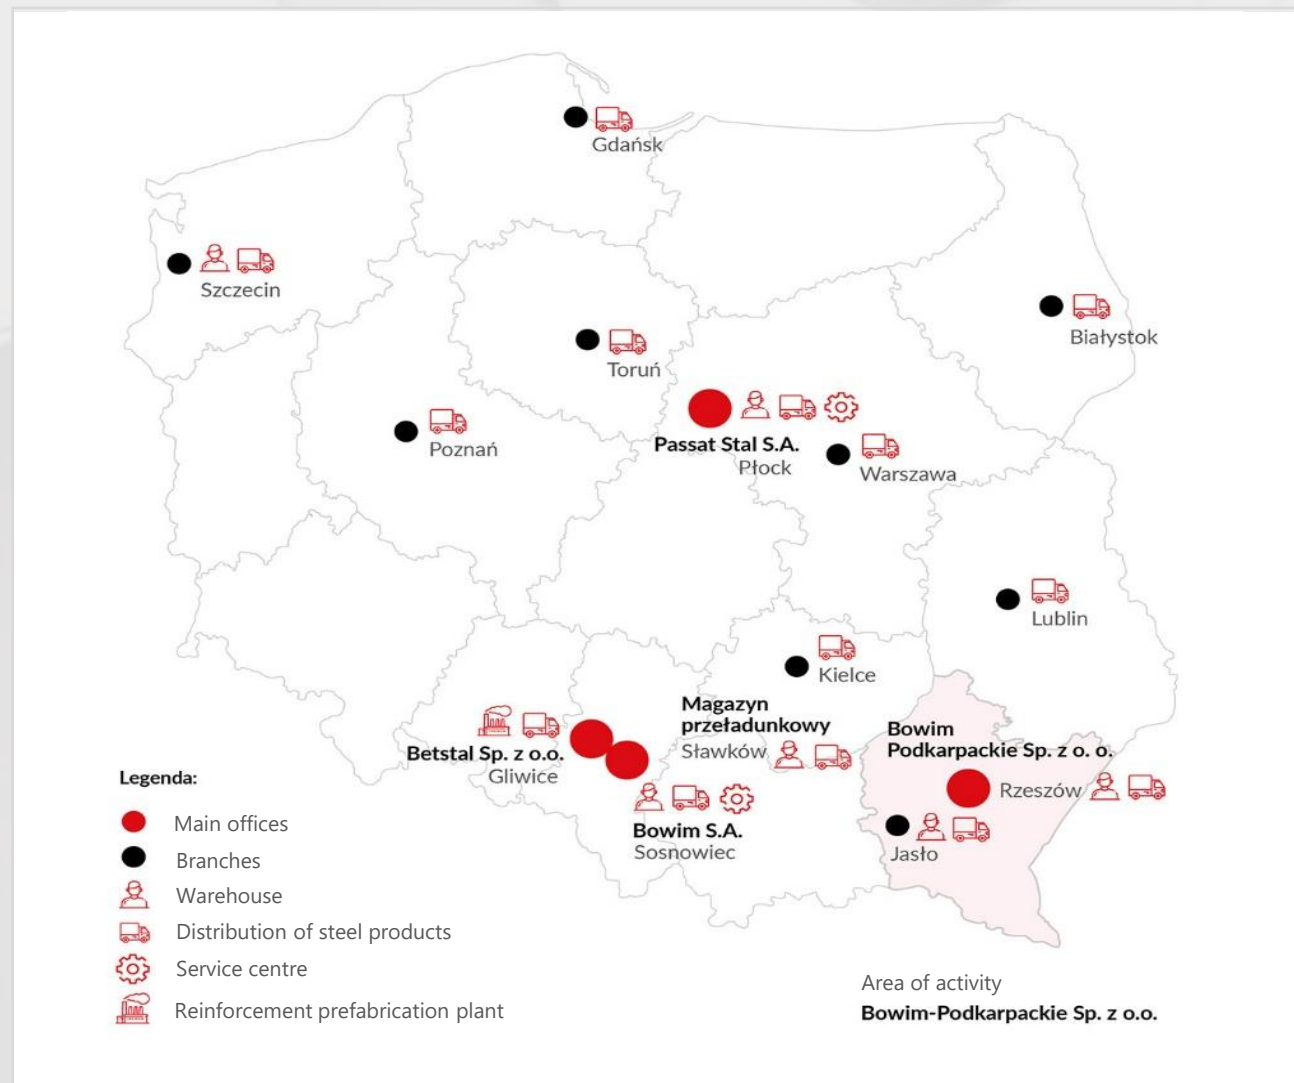 Gdańsk
Szczecin
Białystok
Toruń
Poznań
Passat Stal S.A.
Płock
Warszawa
Lublin
Kielce
Magazyn
przeładunkowy
Sławków
Bowim
Podkarpackie Sp. z o. o.
Rzeszów
Betstal Sp. z o.o.
Gliwice
Bowim S.A.
Sosnowiec
Jasło
Legenda:
Main offices
Branches
Warehouse
Distribution of steel products
Service centre
Reinforcement prefabrication plant
Area of activity
Bowim-Podkarpackie Sp. z o.o.